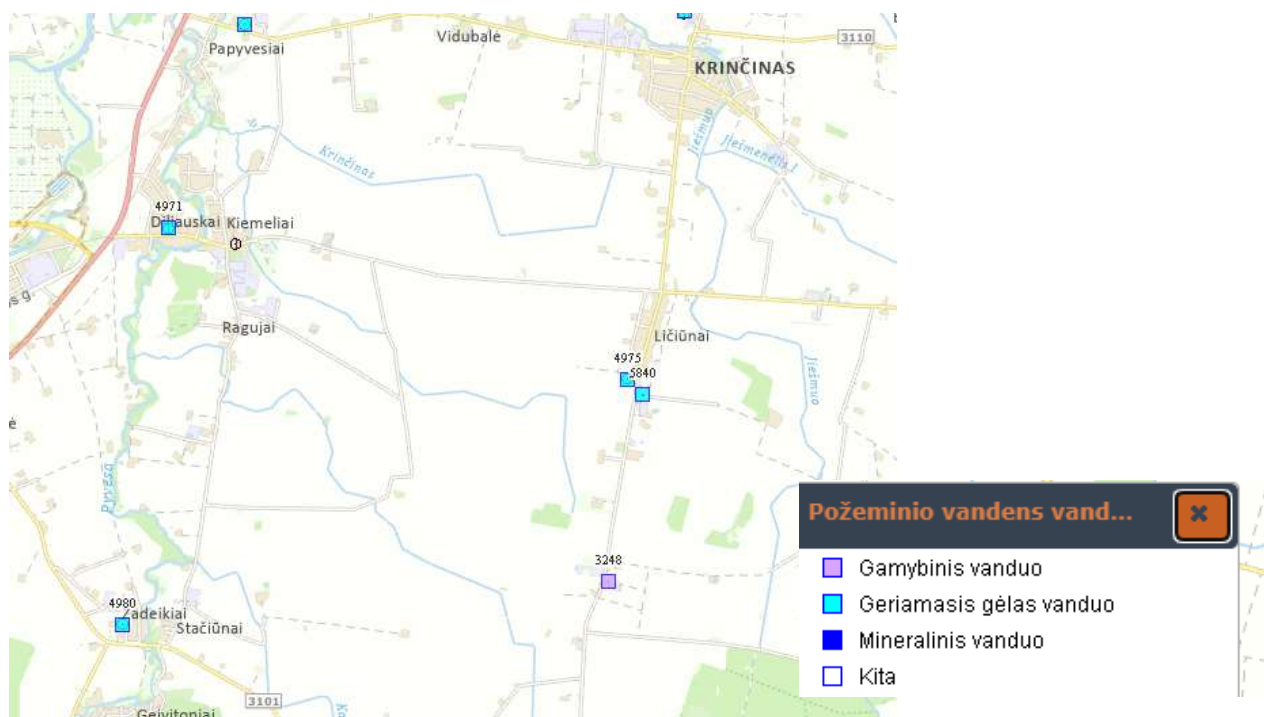 Vidubalė
3110
Papyvesiai
KRINČINAS
Jiešmuo
Krinčinas
Jiešmenėlis I
4971
Diliauskai
Kiemeliai
s g.
Ragujai
Ličiūnai
4975
5840
Jiešmuo
ė
Pyvesa
3248
4980
Žadeikiai
Stačiūnai
3101
Geivitoniai
Požeminio vandens vand...
Gamybinis vanduo
Geriamasis gėlas vanduo
Mineralinis vanduo
Kita